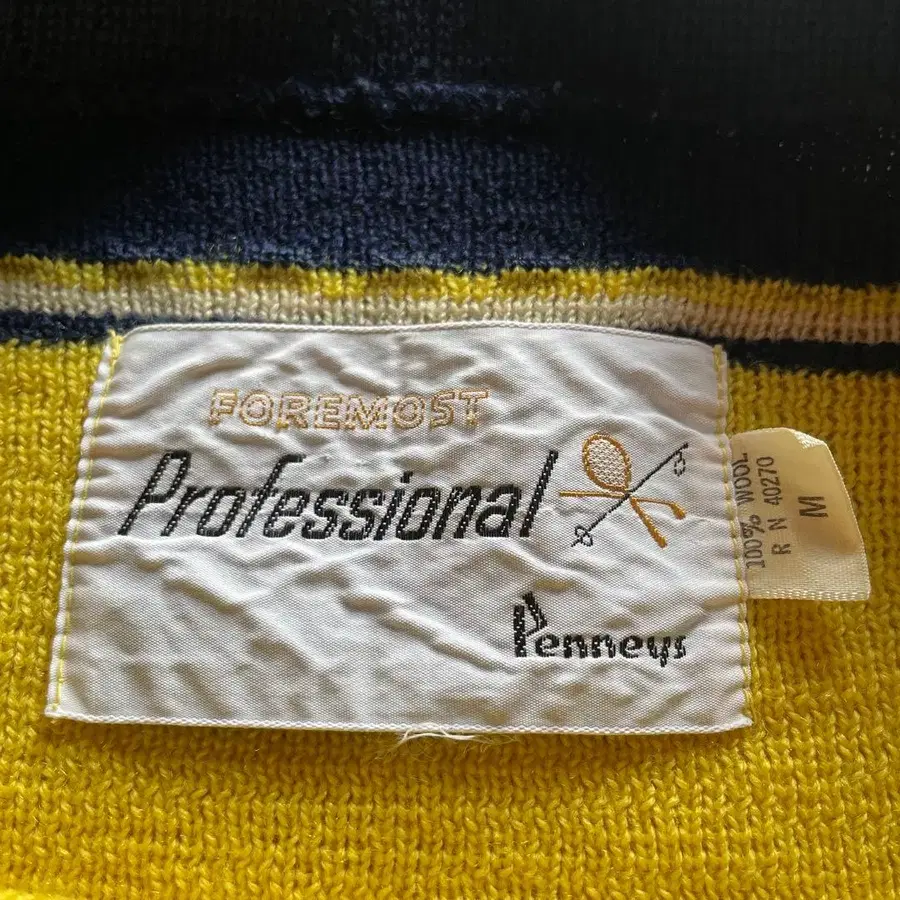 FOREMOST
Professional
Penneys
100% WOOL
R N 40270
M